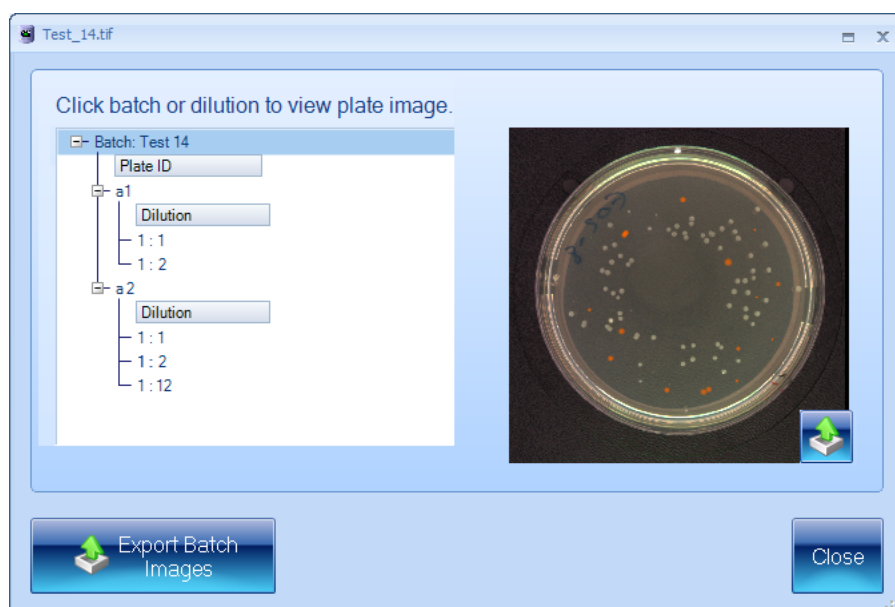 Test_14.tif
Click batch or dilution to view plate image.
Batch: Test 14
Plate ID
a1
Dilution
1 : 1
1 : 2
a2
Dilution
1 : 1
1 : 2
1 : 12
Export Batch
Images
Close